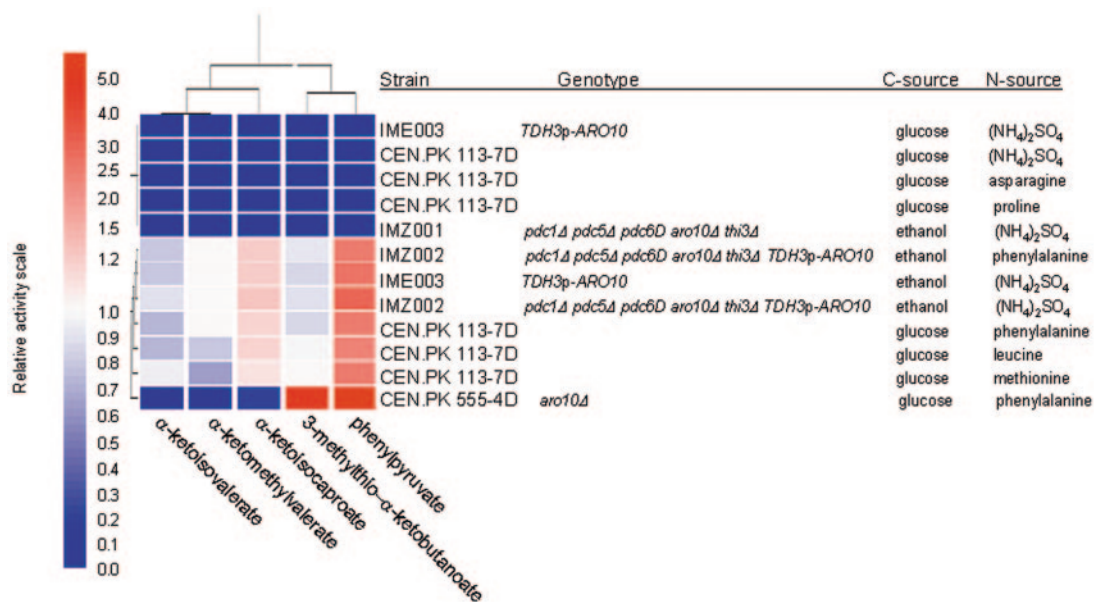 Strain Genotype C-source N-source
IME003 TDH3p-ARO10 glucose (NH4)2SO4
CEN.PK 113-7D glucose (NH4)2SO4
CEN.PK 113-7D glucose asparagine
CEN.PK 113-7D glucose proline
IMZ001 pdc1Δ pdc5Δ pdc6D aro10Δ thi3Δ ethanol (NH4)2SO4
IMZ002 pdc1Δ pdc5Δ pdc6D aro10Δ thi3Δ TDH3p-ARO10 ethanol phenylalanine
IME003 TDH3p-ARO10 ethanol (NH4)2SO4
IMZ002 pdc1Δ pdc5Δ pdc6D aro10Δ thi3Δ TDH3p-ARO10 ethanol (NH4)2SO4
CEN.PK 113-7D glucose phenylalanine
CEN.PK 113-7D glucose leucine
CEN.PK 113-7D glucose methionine
CEN.PK 555-4D aro10Δ glucose phenylalanine
Relative activity scale
5.0
4.0
3.0
2.5
2.0
1.5
1.2
1.0
0.9
0.8
0.7
0.6
0.5
0.4
0.3
0.2
0.1
0.0
α-ketoisovalerate
α-ketomethylvalerate
α-ketoisocaproate
3-methylthio-α-ketobutanoate
phenylpyruvate